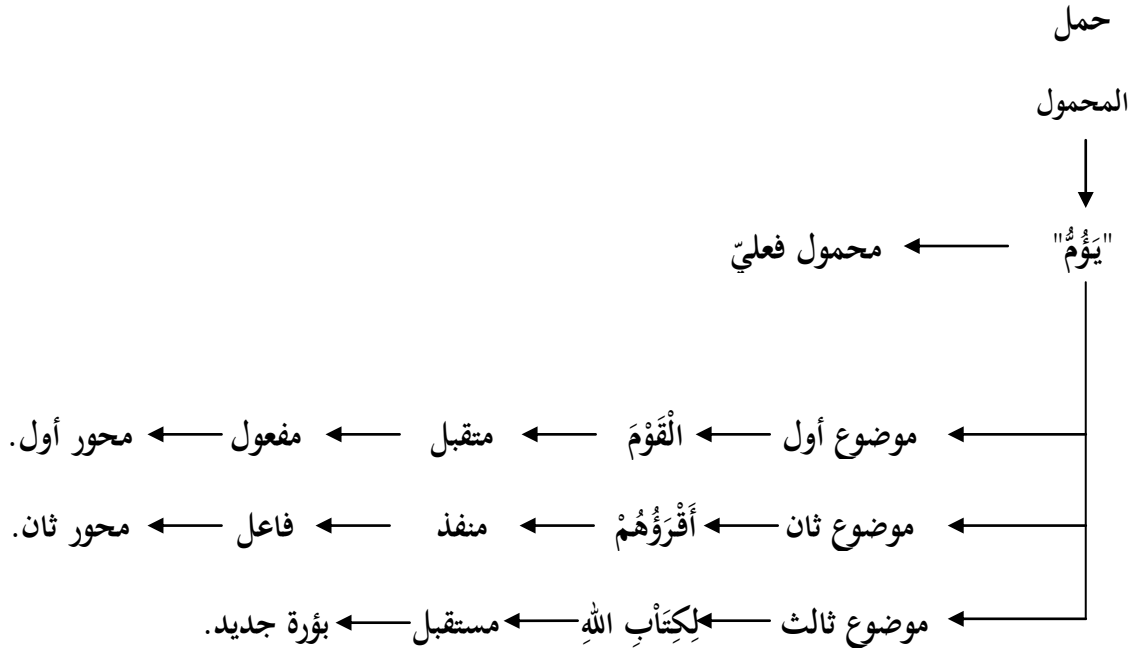 حمل
المحمول
"يَؤُمُّ" محمول فعليّ
موضوع أول الْقَوْمَ متقبل مفعول محور أول.
موضوع ثان أَقْرَؤُهُمْ منفذ فاعل محور ثان.
موضوع ثالث لِكِتَاْبِ اللهِ مستقبل بؤرة جديد.